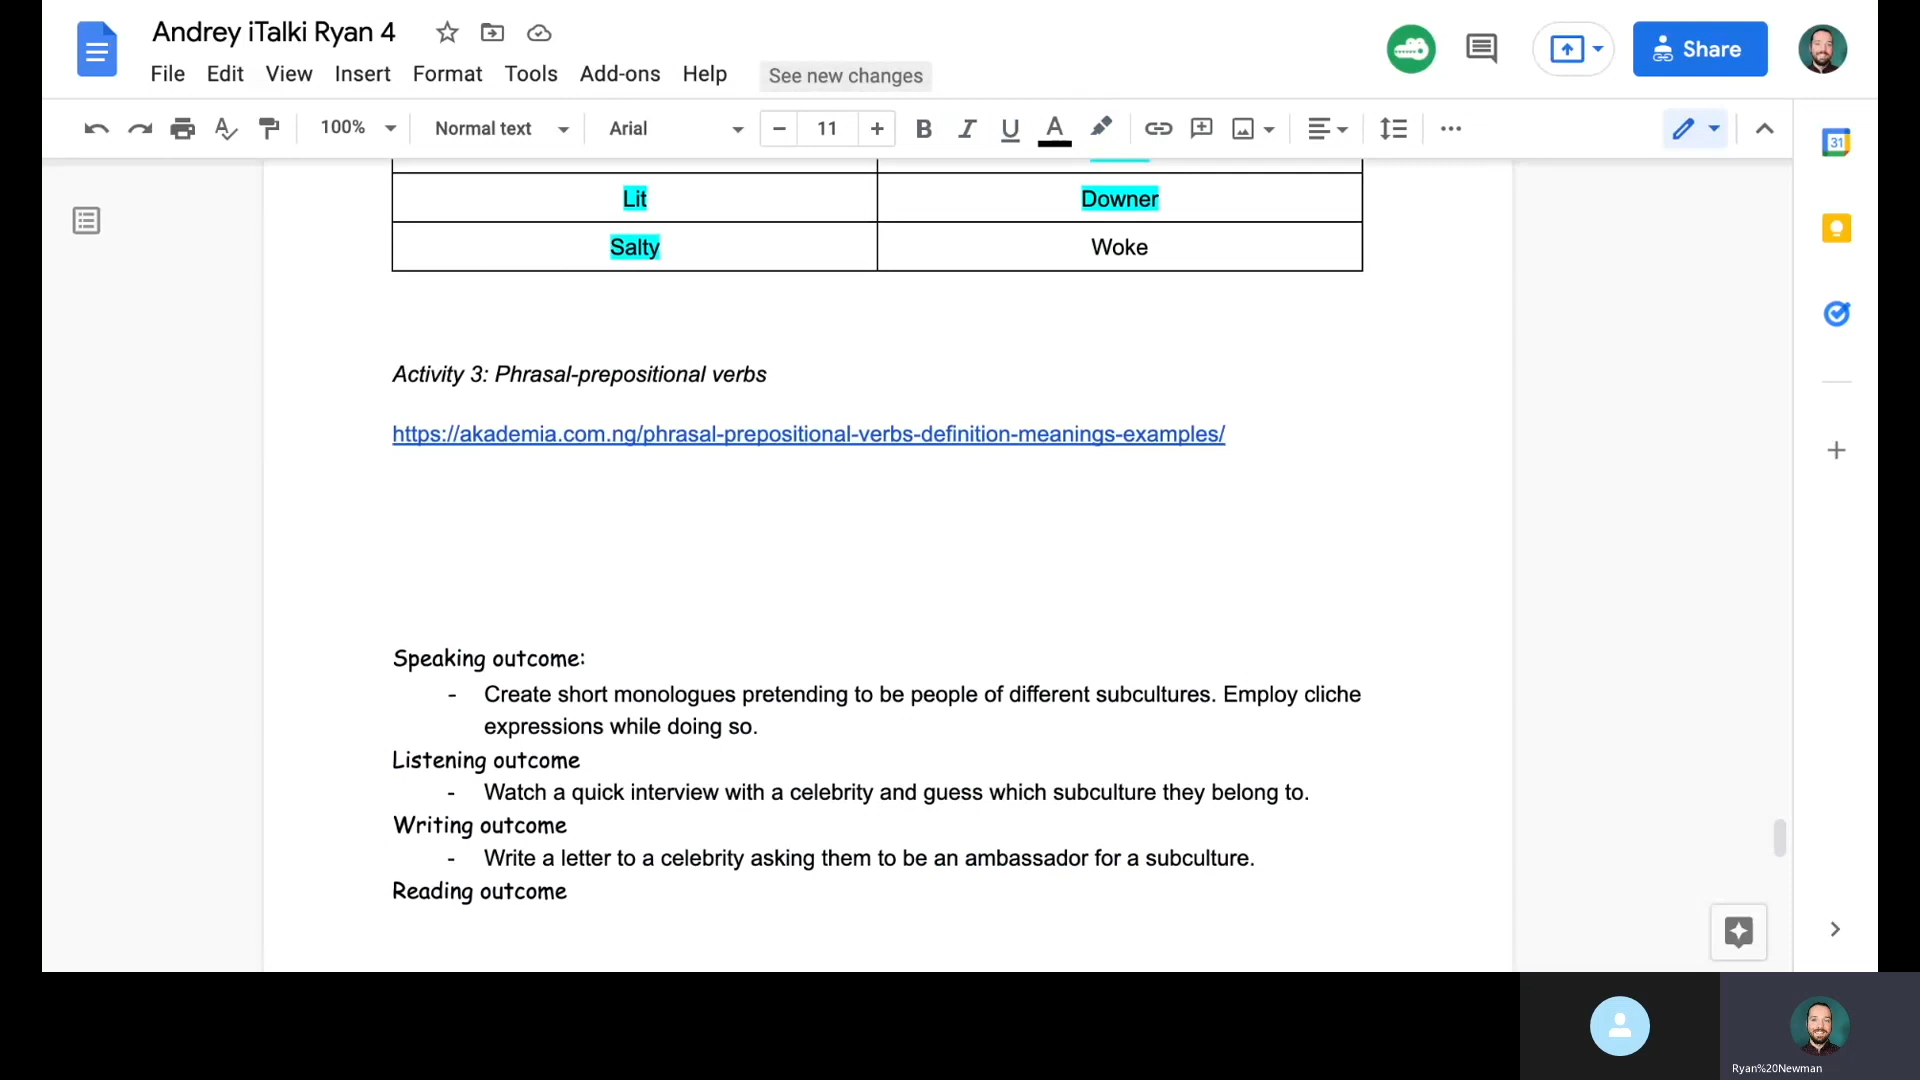 Andrey iTalki Ryan 4
File Edit View Insert Format Tools Add-ons Help See new changes
Share
100% Normal text Arial 11
B I U A
31
Lit Downer
Salty Woke
Activity 3: Phrasal-prepositional verbs
https://akademia.com.ng/phrasal-prepositional-verbs-definition-meanings-examples/
Speaking outcome:
- Create short monologues pretending to be people of different subcultures. Employ cliche
expressions while doing so.
Listening outcome
- Watch a quick interview with a celebrity and guess which subculture they belong to.
Writing outcome
- Write a letter to a celebrity asking them to be an ambassador for a subculture.
Reading outcome
Ryan%20Newman